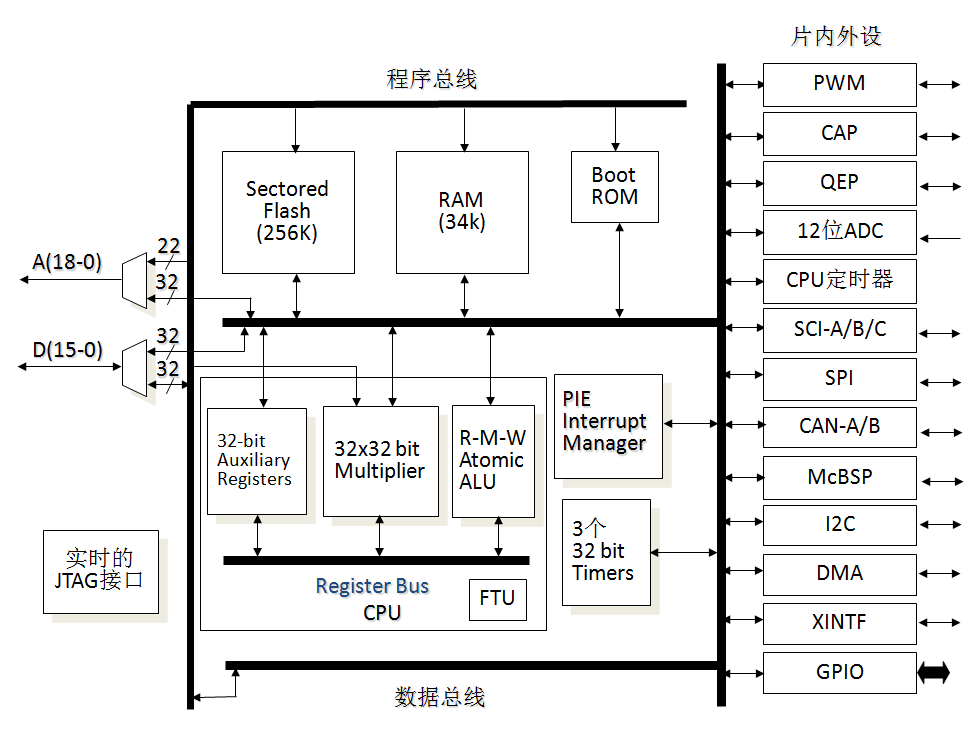 片内外设
程序总线
PWM
CAP
QEP
12位ADC
CPU定时器
SCI-A/B/C
SPI
CAN-A/B
McBSP
I2C
DMA
XINTF
GPIO
Sectored
Flash
(256K)
RAM
(34k)
Boot
ROM
A(18-0)
22
32
D(15-0)
32
32
32-bit
Auxiliary
Registers
32x32 bit
Multiplier
R-M-W
Atomic
ALU
PIE
Interrupt
Manager
3个
32 bit
Timers
实时的
JTAG接口
Register Bus
CPU
FTU
数据总线